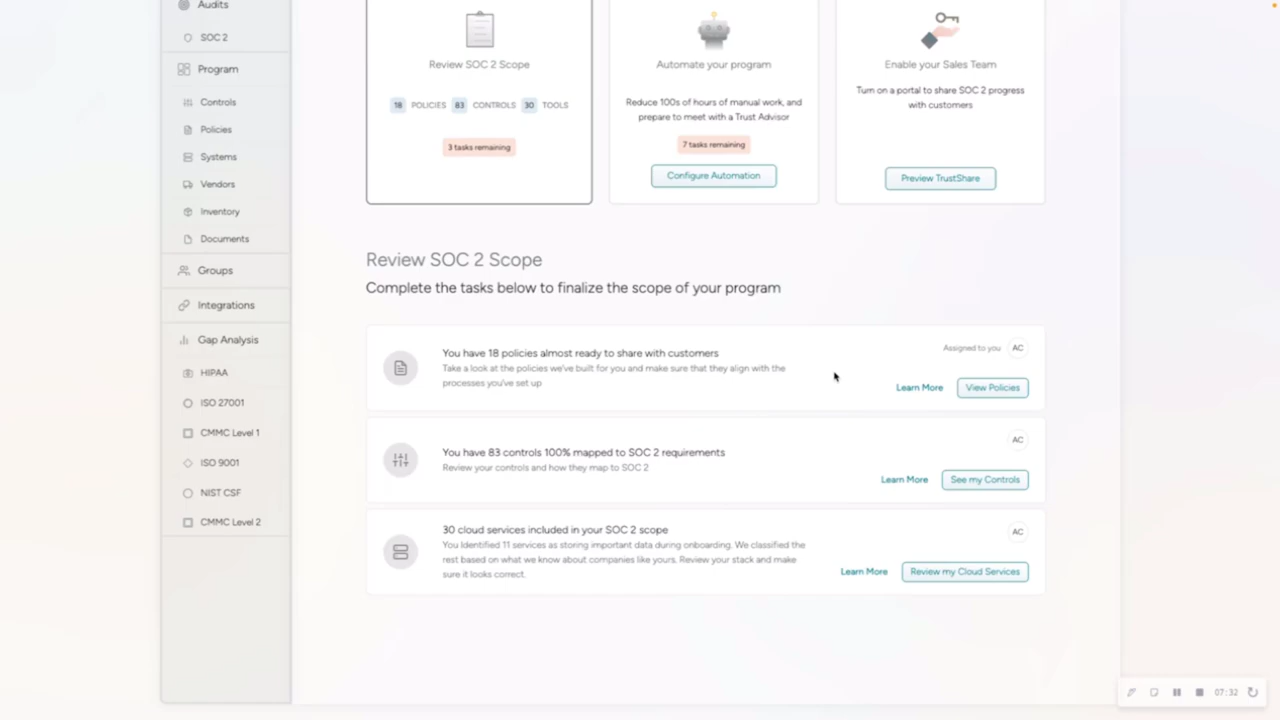 Audits
SOC 2
Program
Controls
Policies
Systems
Vendors
Inventory
Documents
Groups
Integrations
Gap Analysis
HIPAA
ISO 27001
CMMC Level 1
ISO 9001
NIST CSF
CMMC Level 2
Review SOC 2 Scope
18 POLICIES 83 CONTROLS 30 TOOLS
3 tasks remaining
Automate your program
Reduce 100s of hours of manual work, and
prepare to meet with a Trust Advisor
7 tasks remaining
Configure Automation
Enable your Sales Team
Turn on a portal to share SOC 2 progress
with customers
Preview TrustShare
Review SOC 2 Scope
Complete the tasks below to finalize the scope of your program
You have 18 policies almost ready to share with customers
Take a look at the policies we've built for you and make sure that they align with the
processes you've set up
Assigned to you AC
Learn More View Policies
You have 83 controls 100% mapped to SOC 2 requirements
Review your controls and how they map to SOC 2
AC
Learn More See my Controls
30 cloud services included in your SOC 2 scope
You Identified 11 services as storing important data during onboarding. We classified the
rest based on what we know about companies like yours. Review your stack and make
sure it looks correct.
AC
Learn More Review my Cloud Services
07:32